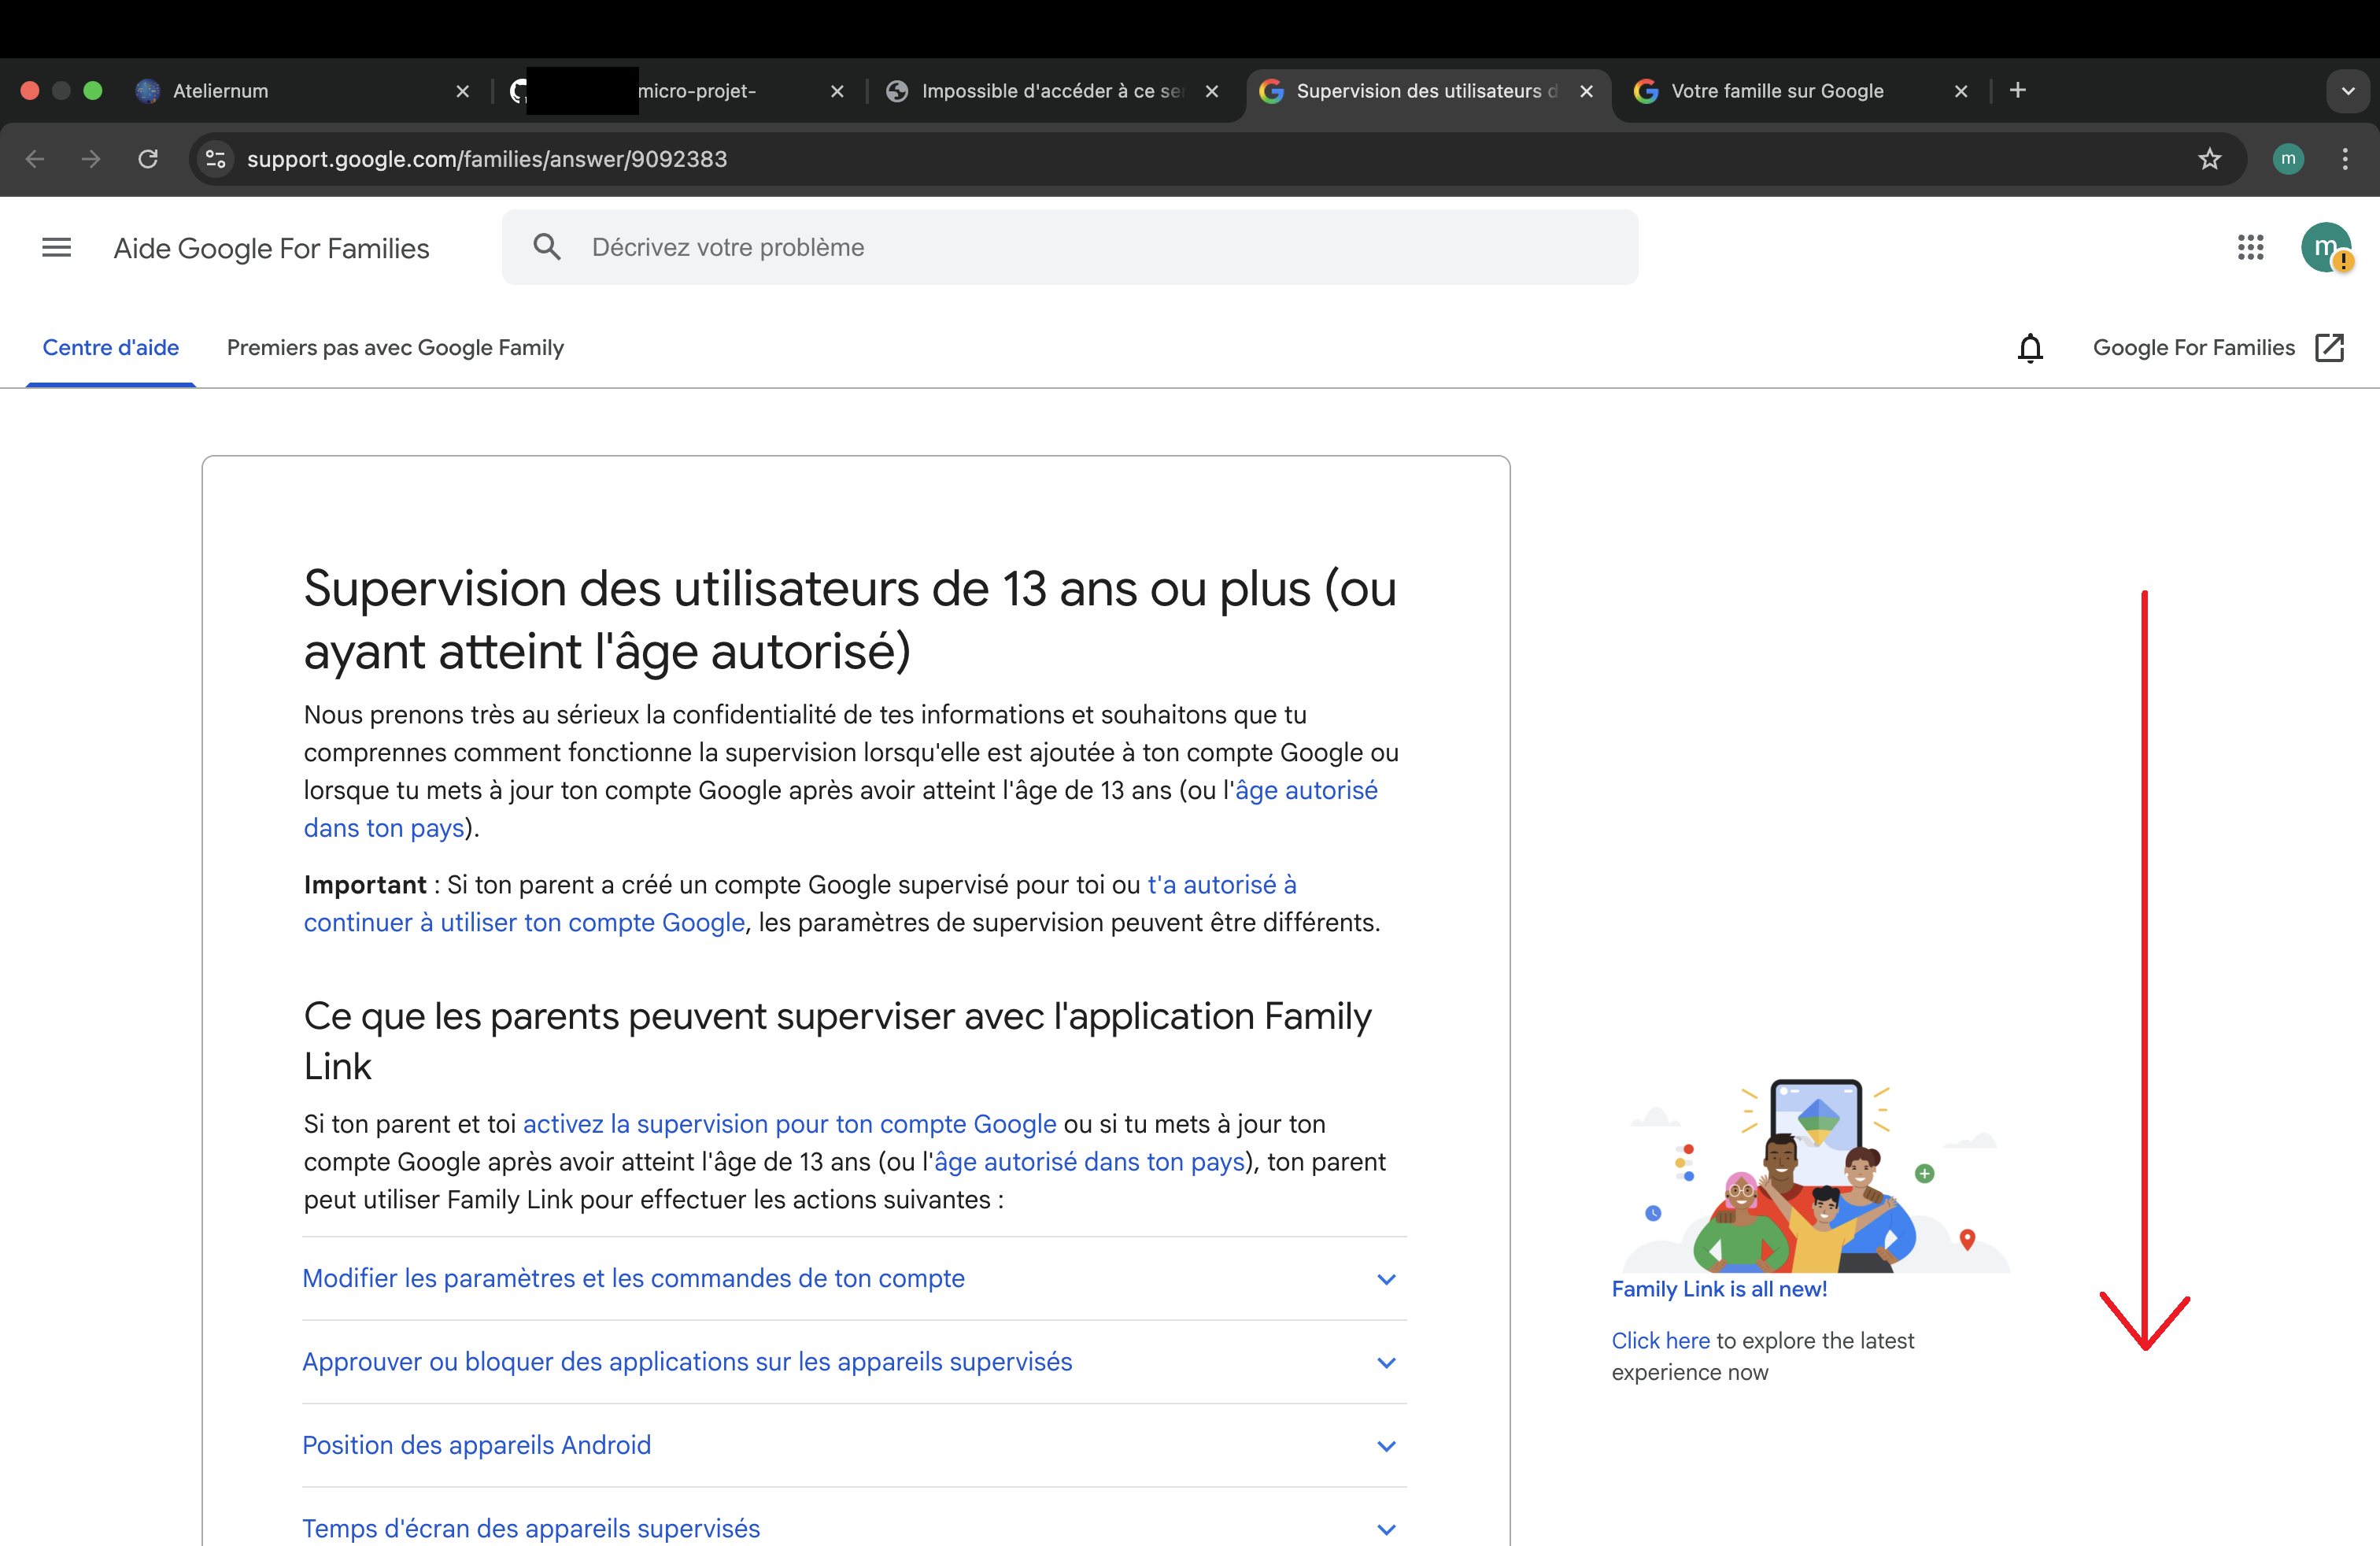 Ateliernum
micro-projet-
Impossible d'accéder à ce ser
Supervision des utilisateurs d
Votre famille sur Google
support.google.com/families/answer/9092383
m
Aide Google For Families
Décrivez votre problème
m
Centre d'aide
Premiers pas avec Google Family
Google For Families
Supervision des utilisateurs de 13 ans ou plus (ou
ayant atteint l'âge autorisé)
Nous prenons très au sérieux la confidentialité de tes informations et souhaitons que tu
comprennes comment fonctionne la supervision lorsqu'elle est ajoutée à ton compte Google ou
lorsque tu mets à jour ton compte Google après avoir atteint l'âge de 13 ans (ou l'âge autorisé
dans ton pays).
Important : Si ton parent a créé un compte Google supervisé pour toi ou t'a autorisé à
continuer à utiliser ton compte Google, les paramètres de supervision peuvent être différents.
Ce que les parents peuvent superviser avec l'application Family
Link
Si ton parent et toi activez la supervision pour ton compte Google ou si tu mets à jour ton
compte Google après avoir atteint l'âge de 13 ans (ou l'âge autorisé dans ton pays), ton parent
peut utiliser Family Link pour effectuer les actions suivantes :
Modifier les paramètres et les commandes de ton compte
Approuver ou bloquer des applications sur les appareils supervisés
Position des appareils Android
Temps d'écran des appareils supervisés
Family Link is all new!
Click here to explore the latest
experience now